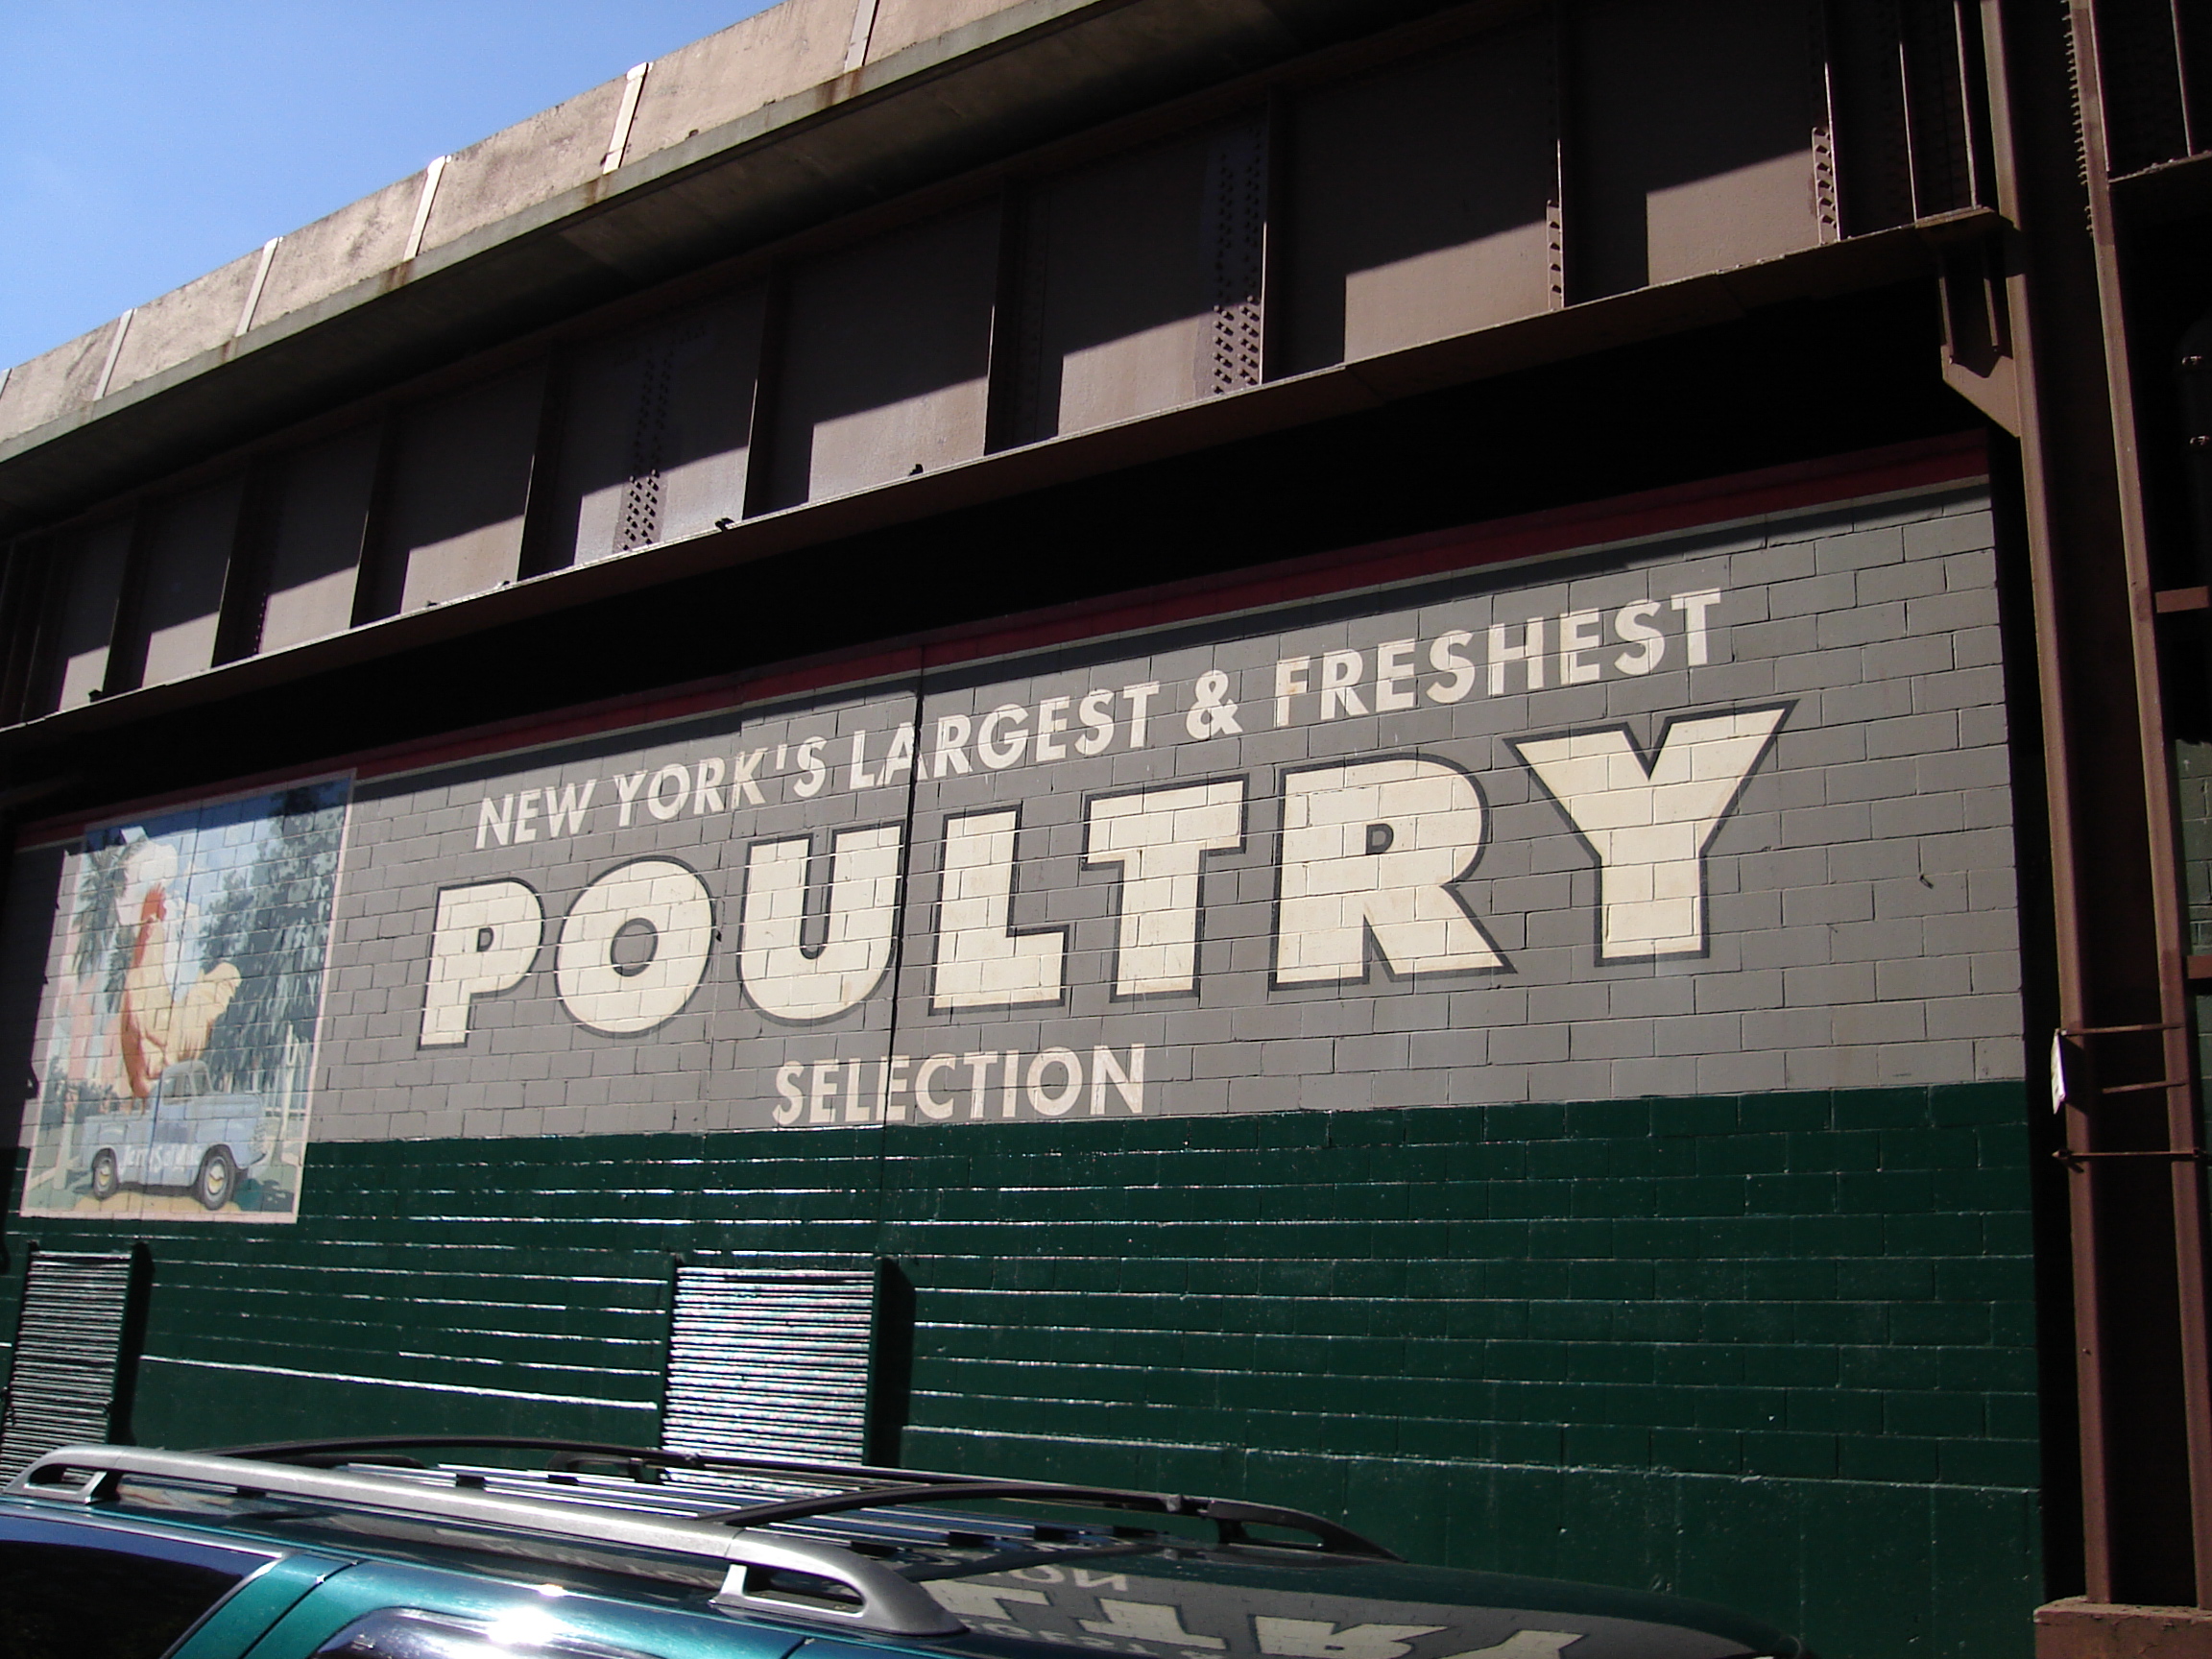 NEW YORK'S LARGEST & FRESHEST
POULTRY
SELECTION